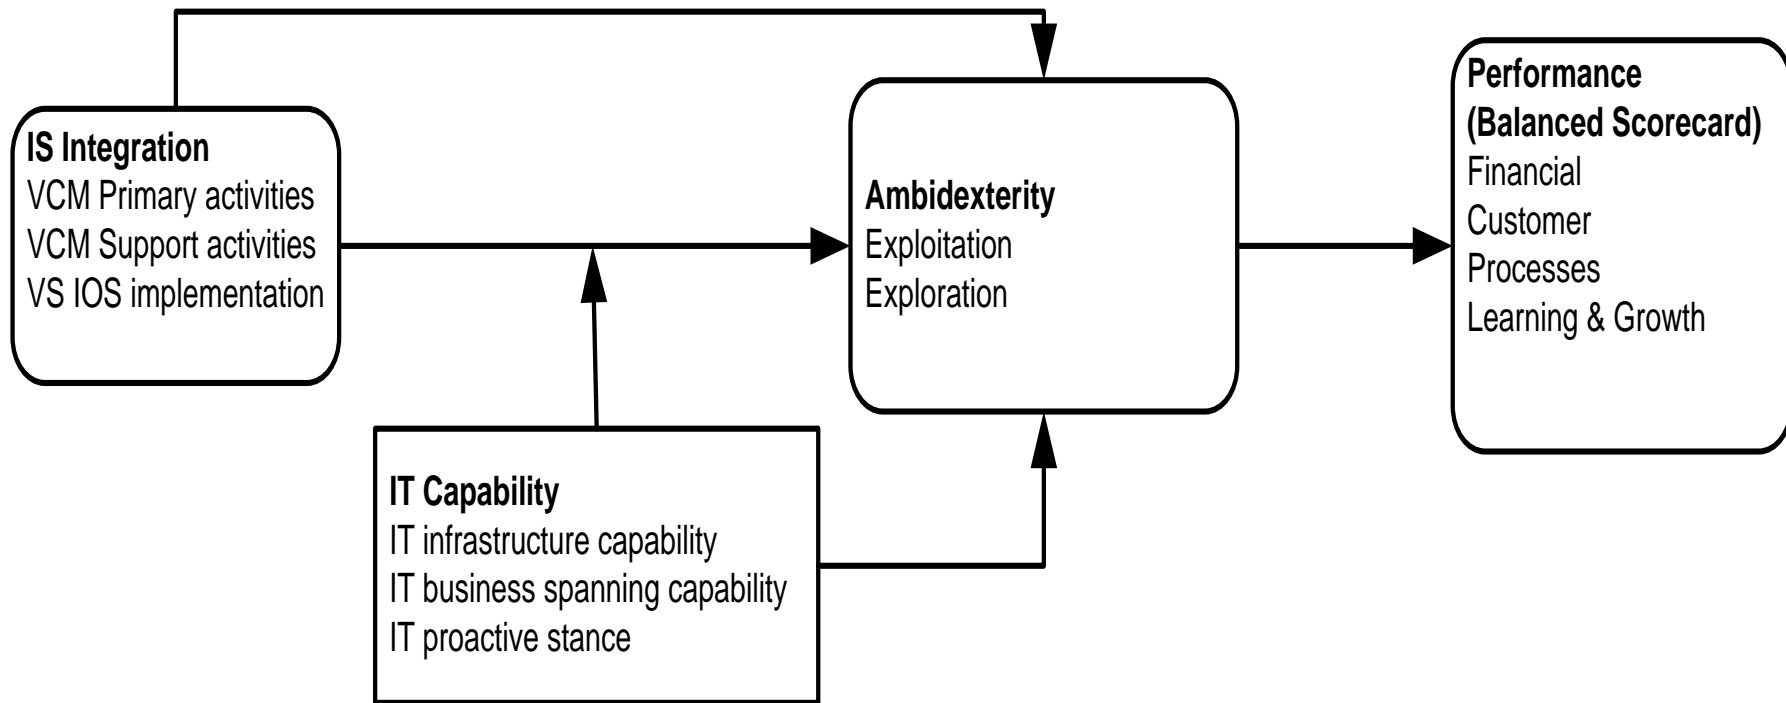 IS Integration
VCM Primary activities
VCM Support activities
VS IOS implementation
Ambidexterity
Exploitation
Exploration
Performance
(Balanced Scorecard)
Financial
Customer
Processes
Learning & Growth
IT Capability
IT infrastructure capability
IT business spanning capability
IT proactive stance